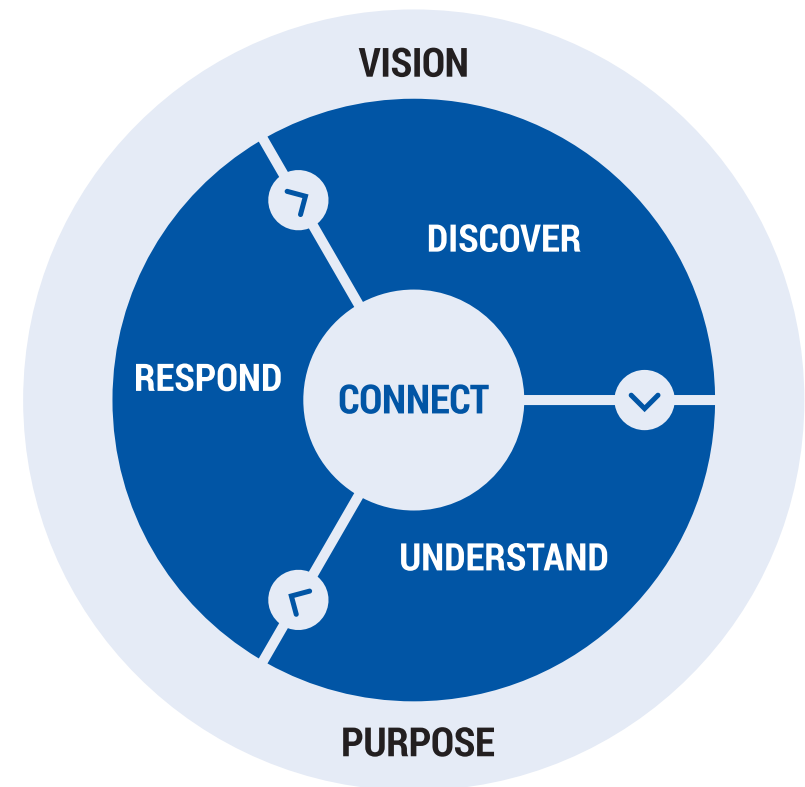 VISION
DISCOVER
RESPOND
CONNECT
UNDERSTAND
PURPOSE